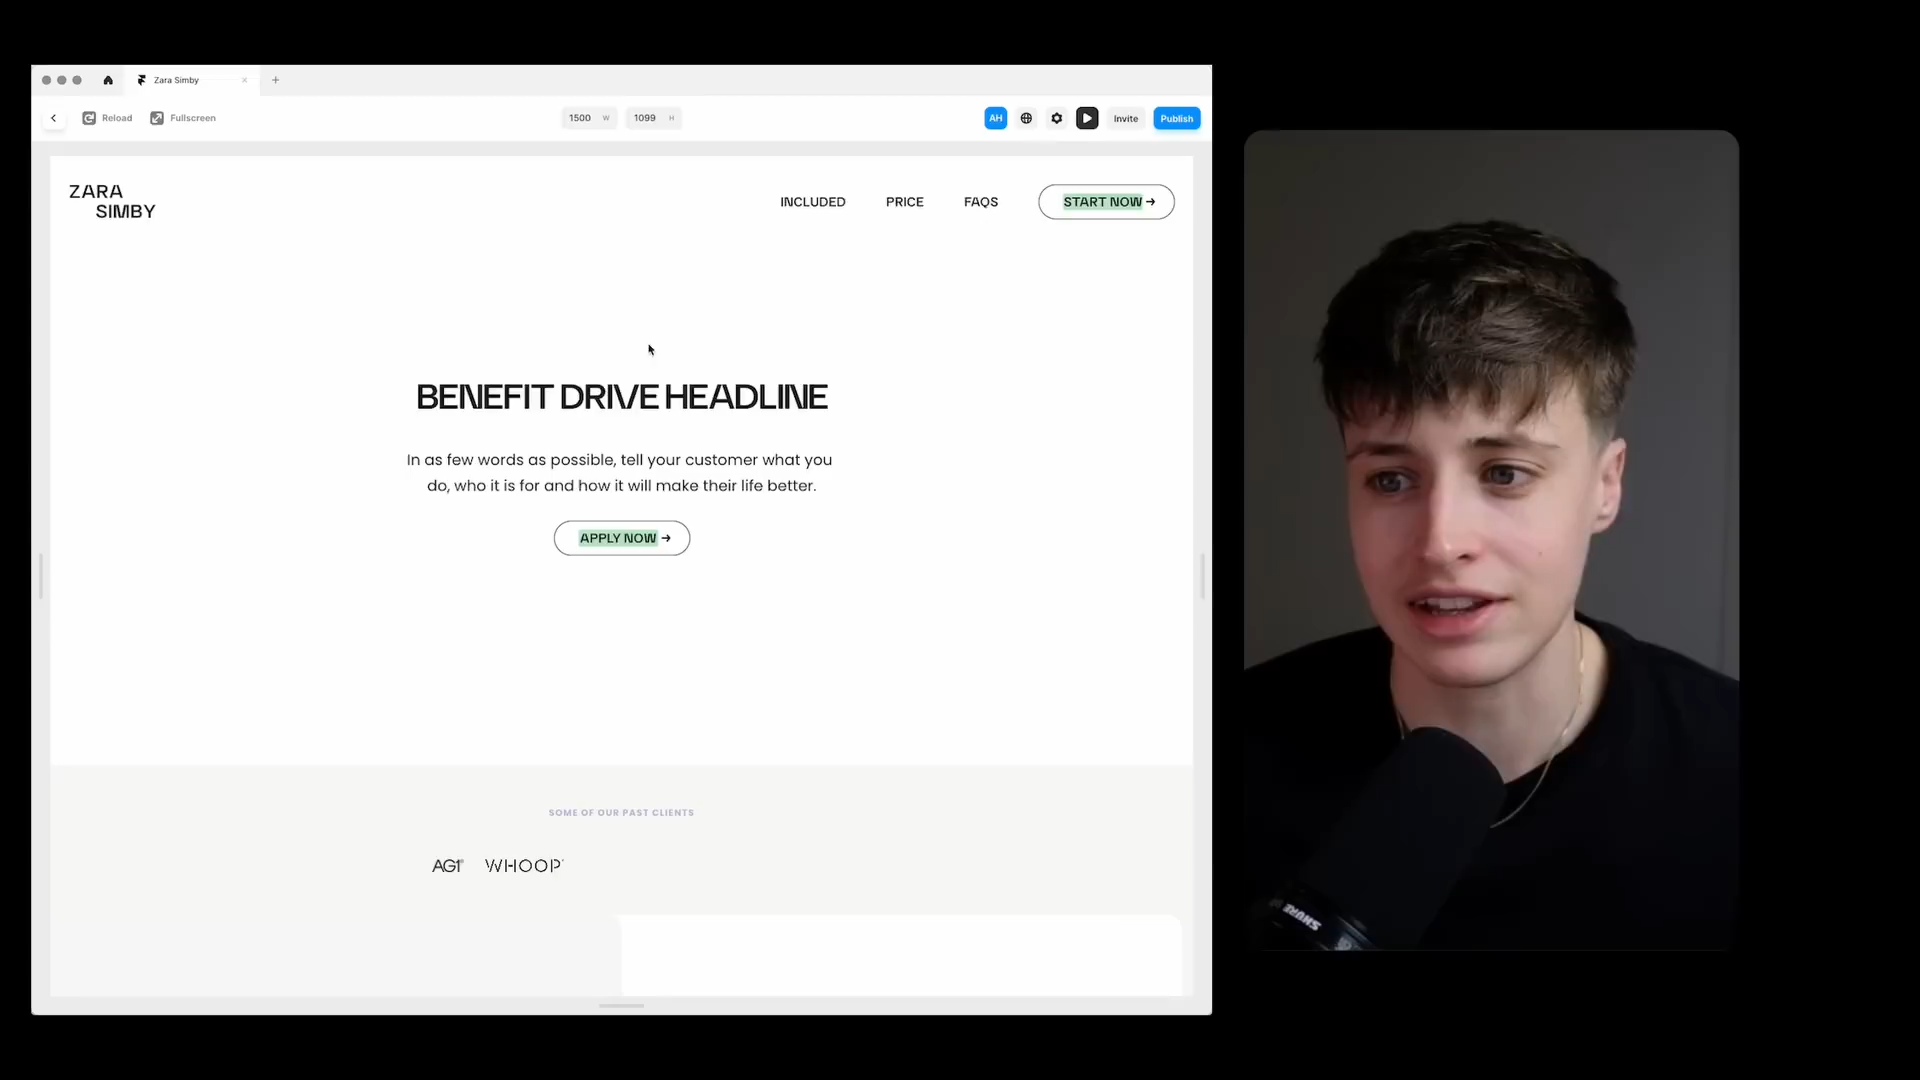 Zara Simby
Reload
Fullscreen
1500 W
1099 H
AH
Invite
Publish
ZARA
SIMBY
INCLUDED
PRICE
FAQS
START NOW →
BENEFIT DRIVE HEADLINE
In as few words as possible, tell your customer what you
do, who it is for and how it will make their life better.
APPLY NOW →
SOME OF OUR PAST CLIENTS
AG1
WHOOP
SHURE